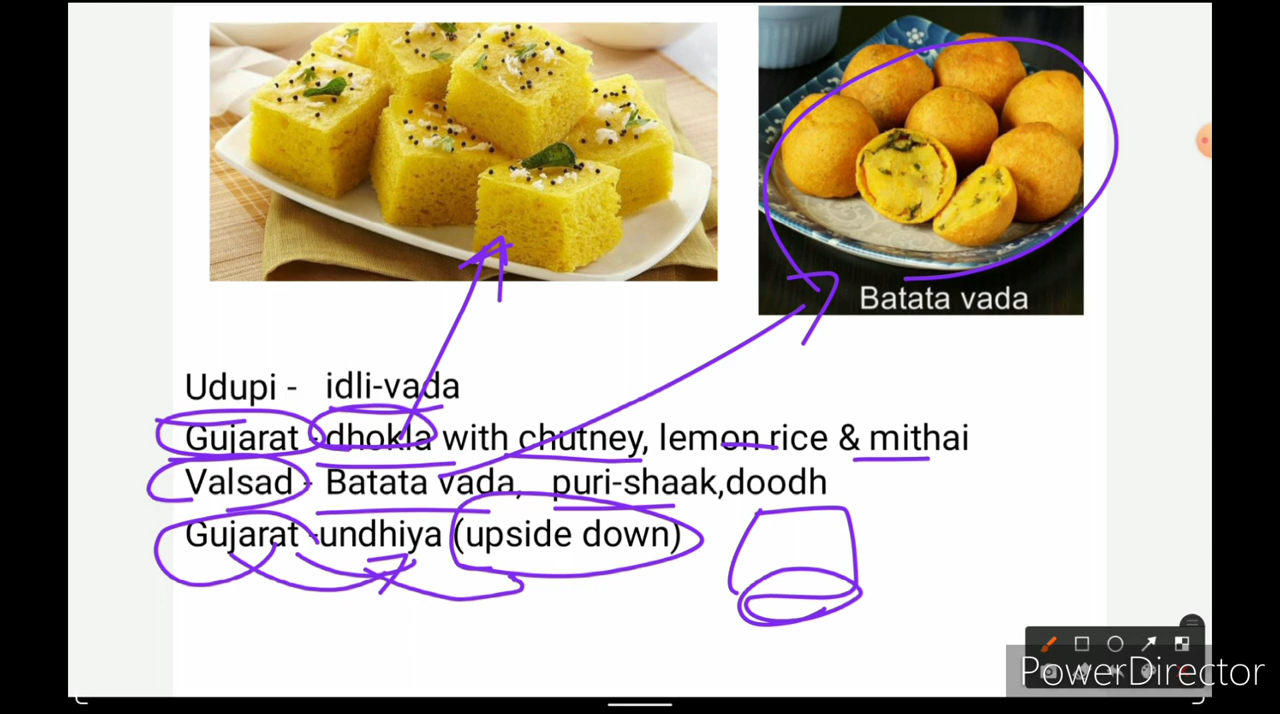 Batata vada
Udupi - idli-vada
Gujarat - dhokla with chutney, lemon rice & mithai
Valsad - Batata vada, puri-shaak,doodh
Gujarat -undhiya (upside down)
PowerDirector